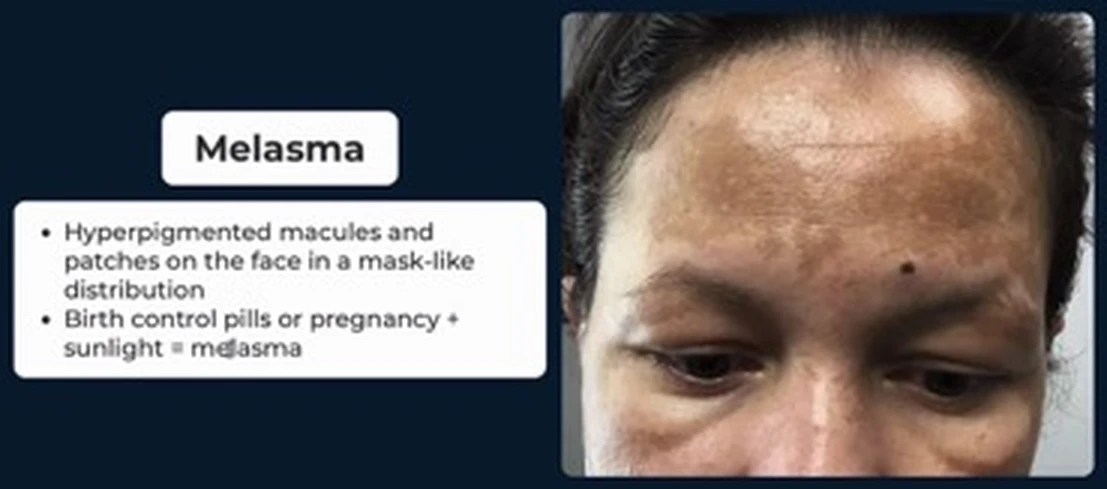 Melasma
• Hyperpigmented macules and
patches on the face in a mask-like
distribution
• Birth control pills or pregnancy +
sunlight = melasma